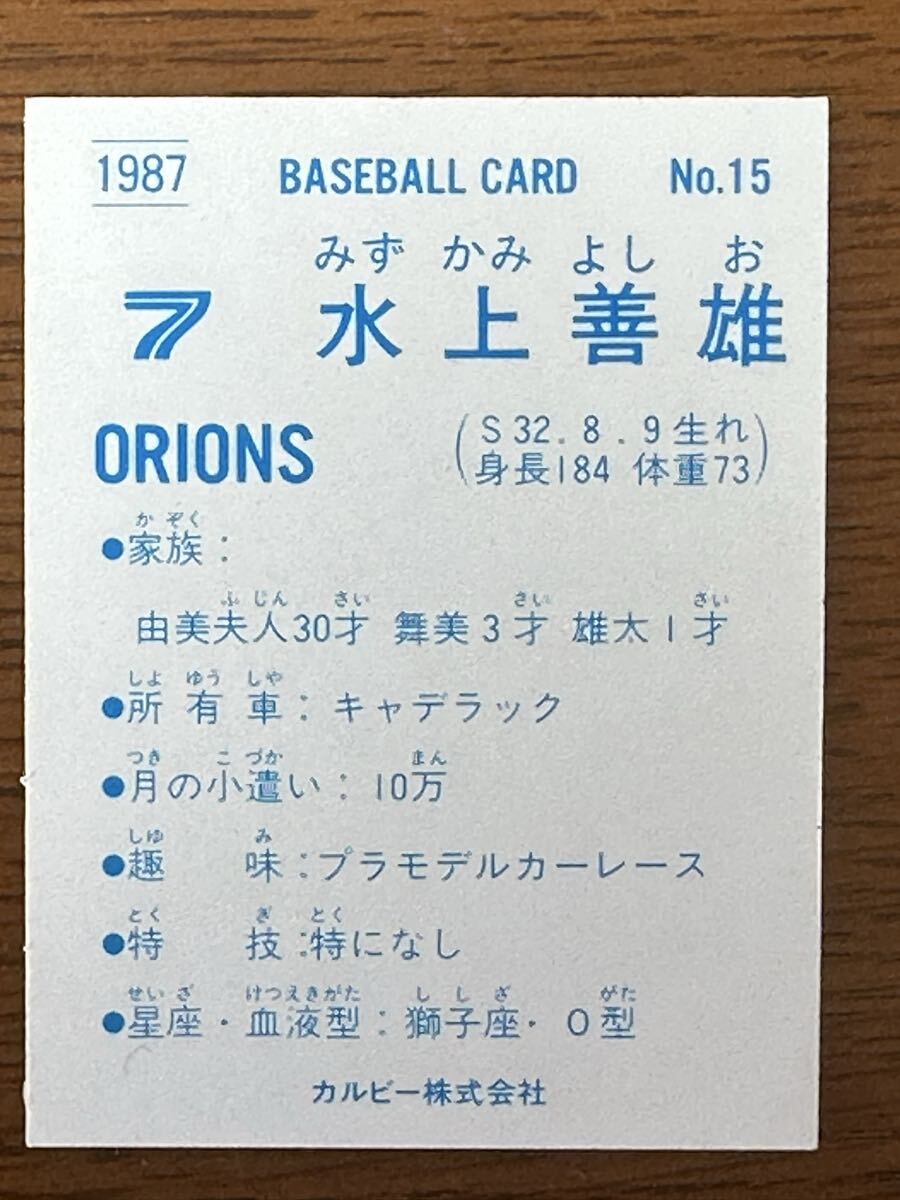 1987 BASEBALL CARD No.15
みず かみ よし お
7 水上善雄
ORIONS
(S32.8.9生れ
身長184 体重73)
か ぞく
●家族：
ふ じん さい さい さい
由美夫人30才 舞美3才 雄太1才
しよ ゆう しや
●所有車：キャデラック
つき こ づか まん
●月の小遣い：10万
しゆ み
●趣味：プラモデルカーレース
とく ぎ とく
●特技：特になし
せい ざ けつえきがた し し ざ がた
●星座・血液型：獅子座・O型
カルビー株式会社